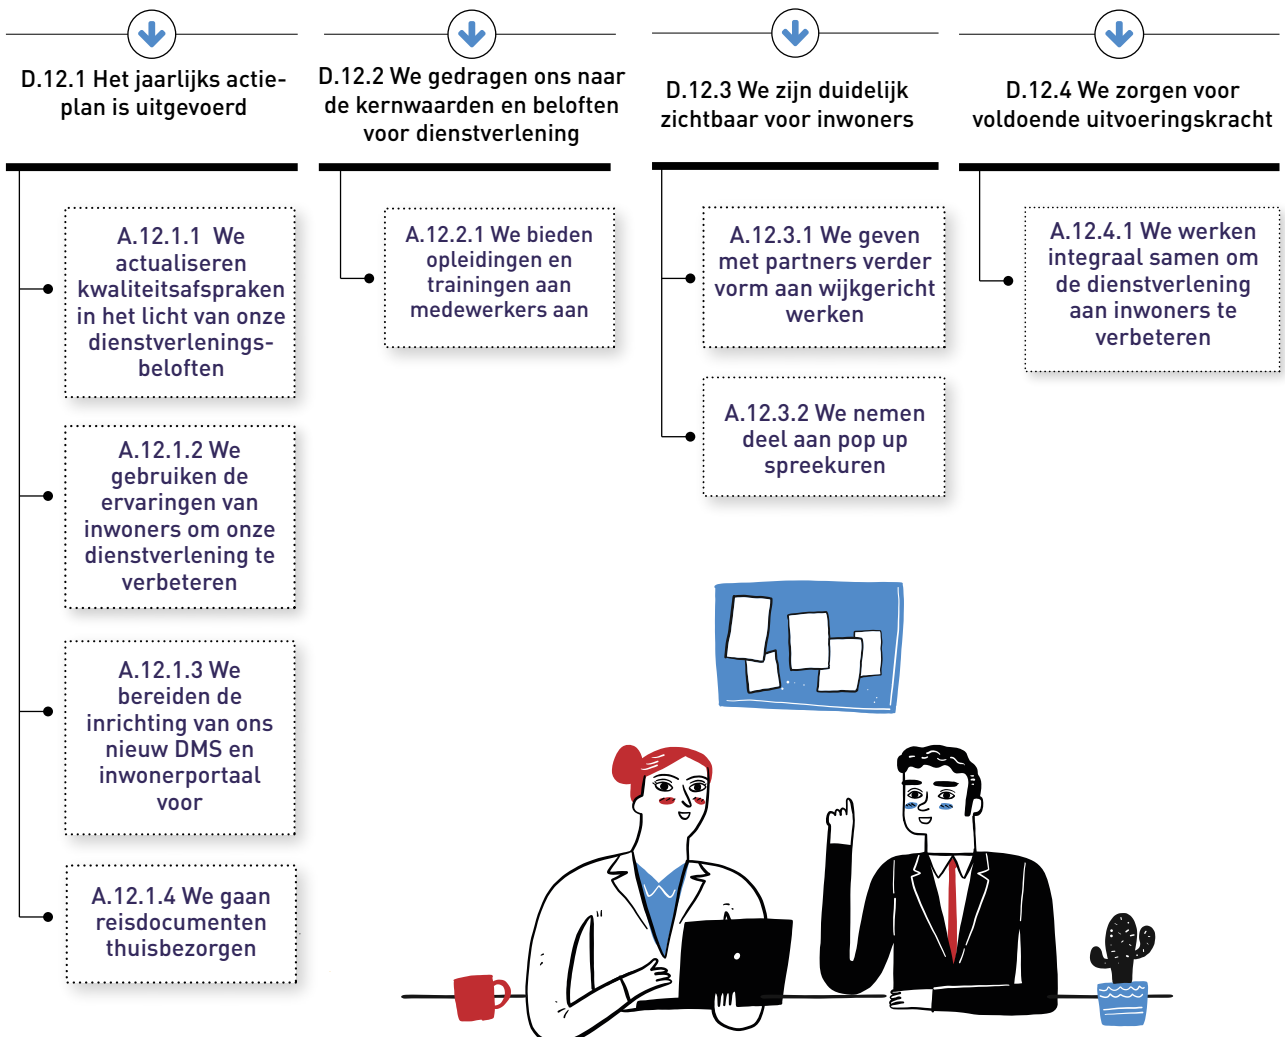 D.12.1 Het jaarlijks actie-
plan is uitgevoerd
A.12.1.1 We
actualiseren
kwaliteitsafspraken
in het licht van onze
dienstverlenings-
beloften
A.12.1.2 We
gebruiken de
ervaringen van
inwoners om onze
dienstverlening te
verbeteren
A.12.1.3 We
bereiden de
inrichting van ons
nieuw DMS en
inwonerportaal
voor
A.12.1.4 We gaan
reisdocumenten
thuisbezorgen
D.12.2 We gedragen ons naar
de kernwaarden en beloften
voor dienstverlening
A.12.2.1 We bieden
opleidingen en
trainingen aan
medewerkers aan
D.12.3 We zijn duidelijk
zichtbaar voor inwoners
A.12.3.1 We geven
met partners verder
vorm aan wijkgericht
werken
A.12.3.2 We nemen
deel aan pop up
spreekuren
D.12.4 We zorgen voor
voldoende uitvoeringskracht
A.12.4.1 We werken
integraal samen om
de dienstverlening
aan inwoners te
verbeteren